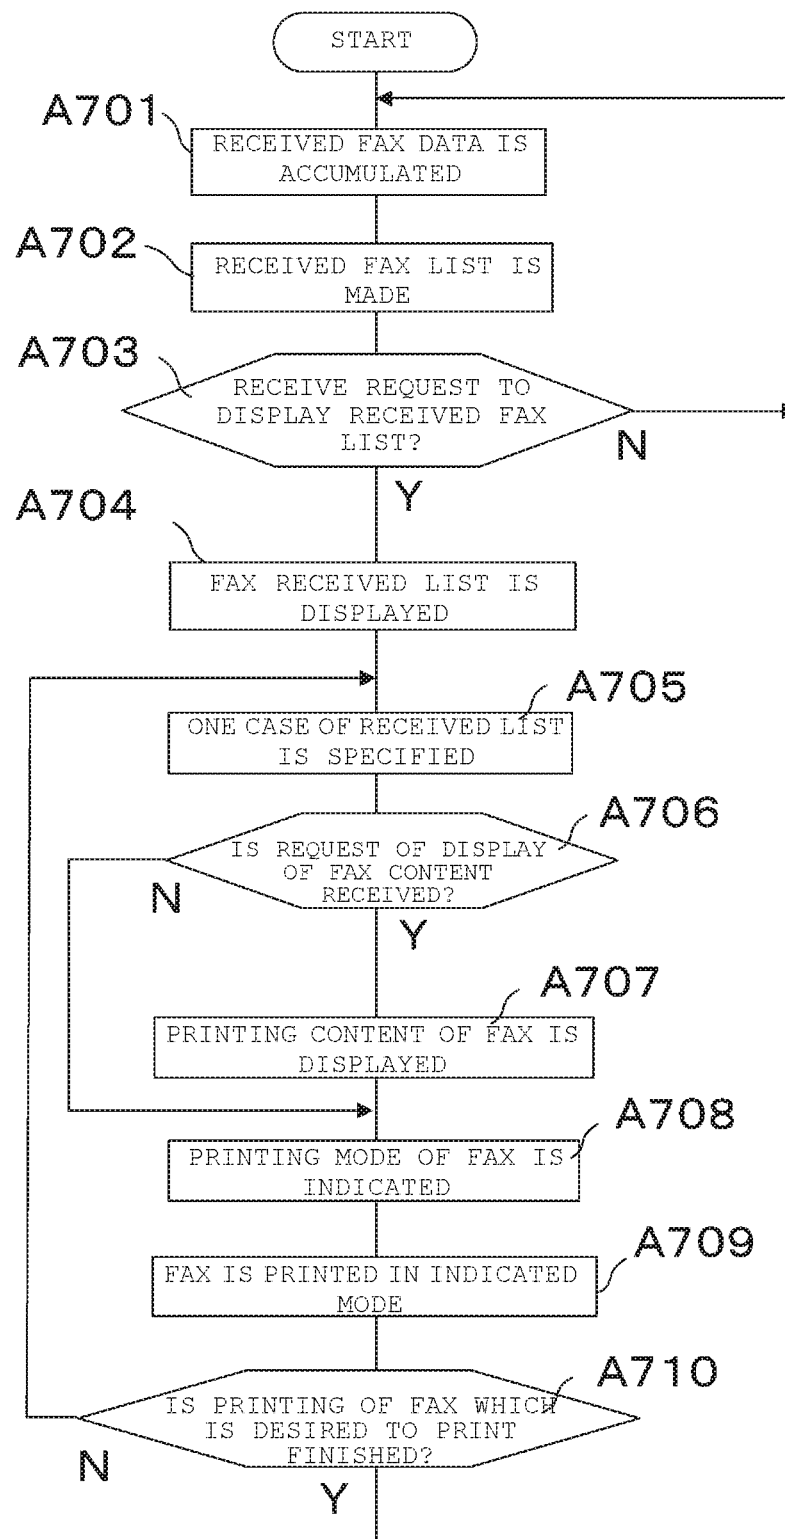 START
A701
RECEIVED FAX DATA IS
ACCUMULATED
A702
RECEIVED FAX LIST IS
MADE
A703
RECEIVE REQUEST TO
DISPLAY RECEIVED FAX
LIST?
N
Y
A704
FAX RECEIVED LIST IS
DISPLAYED
A705
ONE CASE OF RECEIVED LIST
IS SPECIFIED
A706
IS REQUEST OF DISPLAY
OF FAX CONTENT
RECEIVED?
N
Y
A707
PRINTING CONTENT OF FAX IS
DISPLAYED
A708
PRINTING MODE OF FAX IS
INDICATED
A709
FAX IS PRINTED IN INDICATED
MODE
A710
IS PRINTING OF FAX WHICH
IS DESIRED TO PRINT
FINISHED?
N
Y